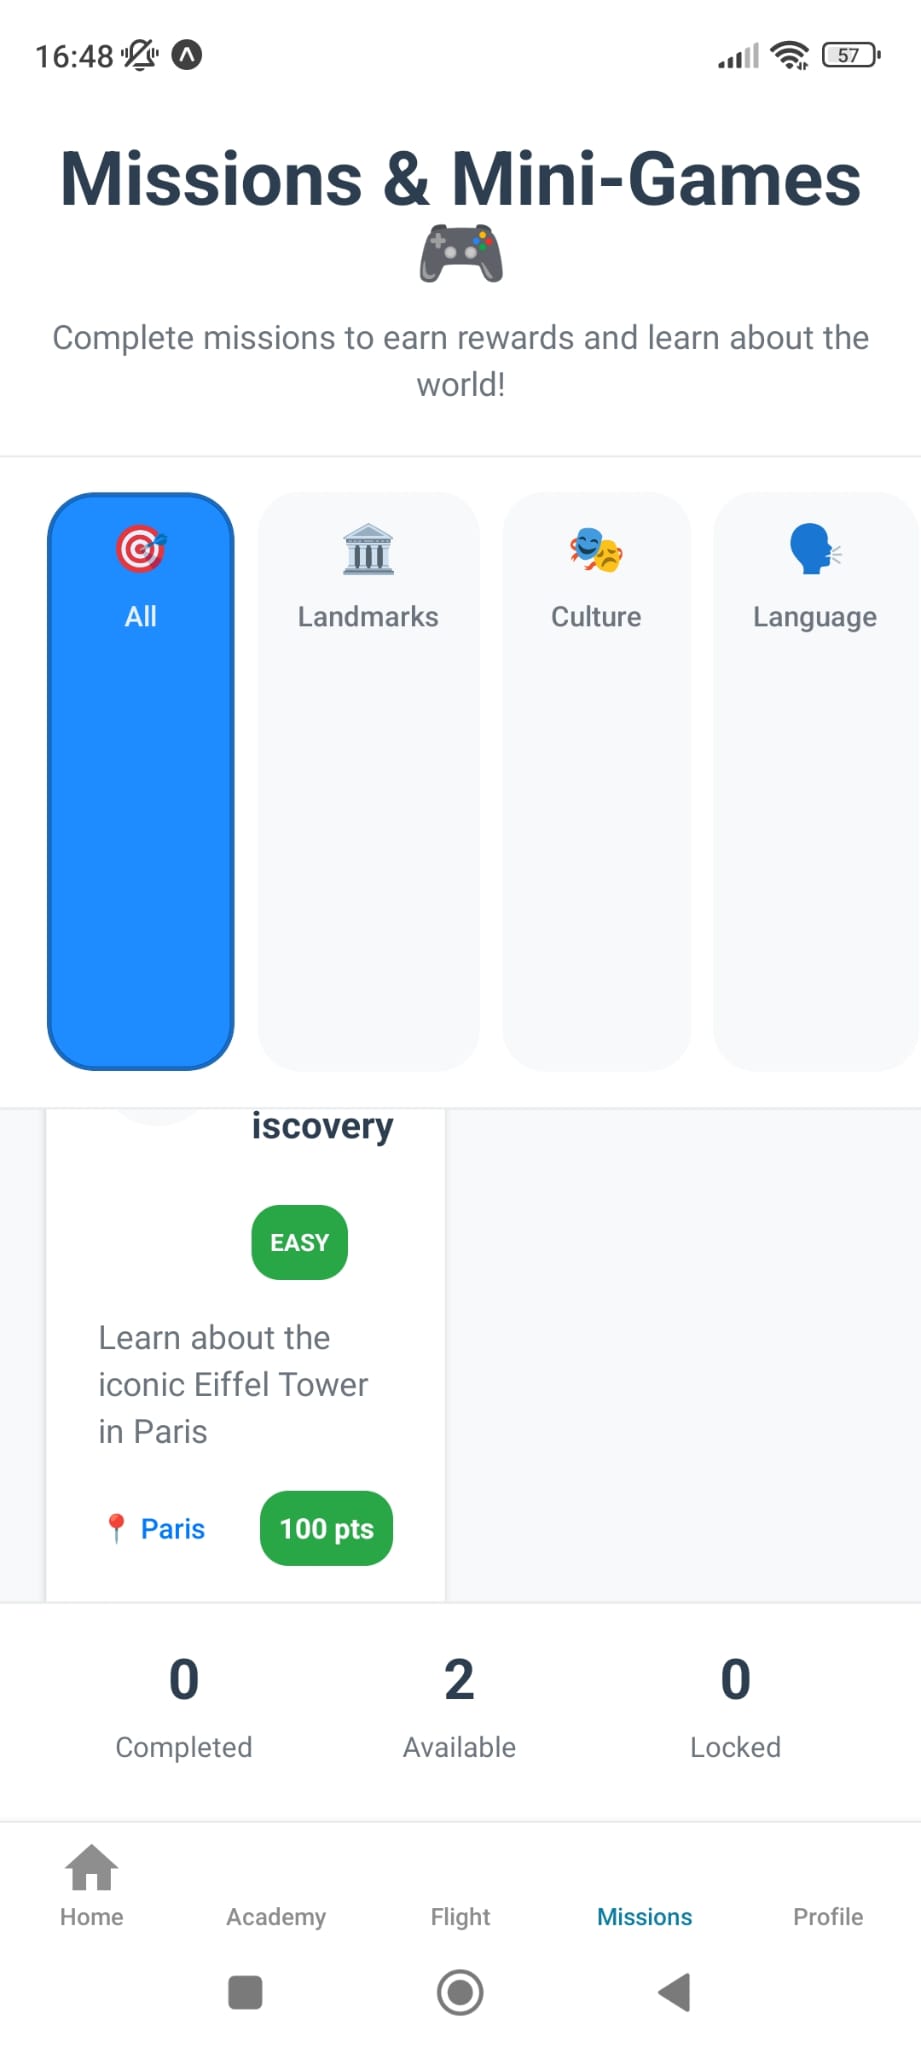 16:48
57
Missions & Mini-Games
🎮
Complete missions to earn rewards and learn about the
world!
All
Landmarks
Culture
Language
iscovery
EASY
Learn about the
iconic Eiffel Tower
in Paris
📍 Paris
100 pts
0
2
0
Completed
Available
Locked
Home
Academy
Flight
Missions
Profile